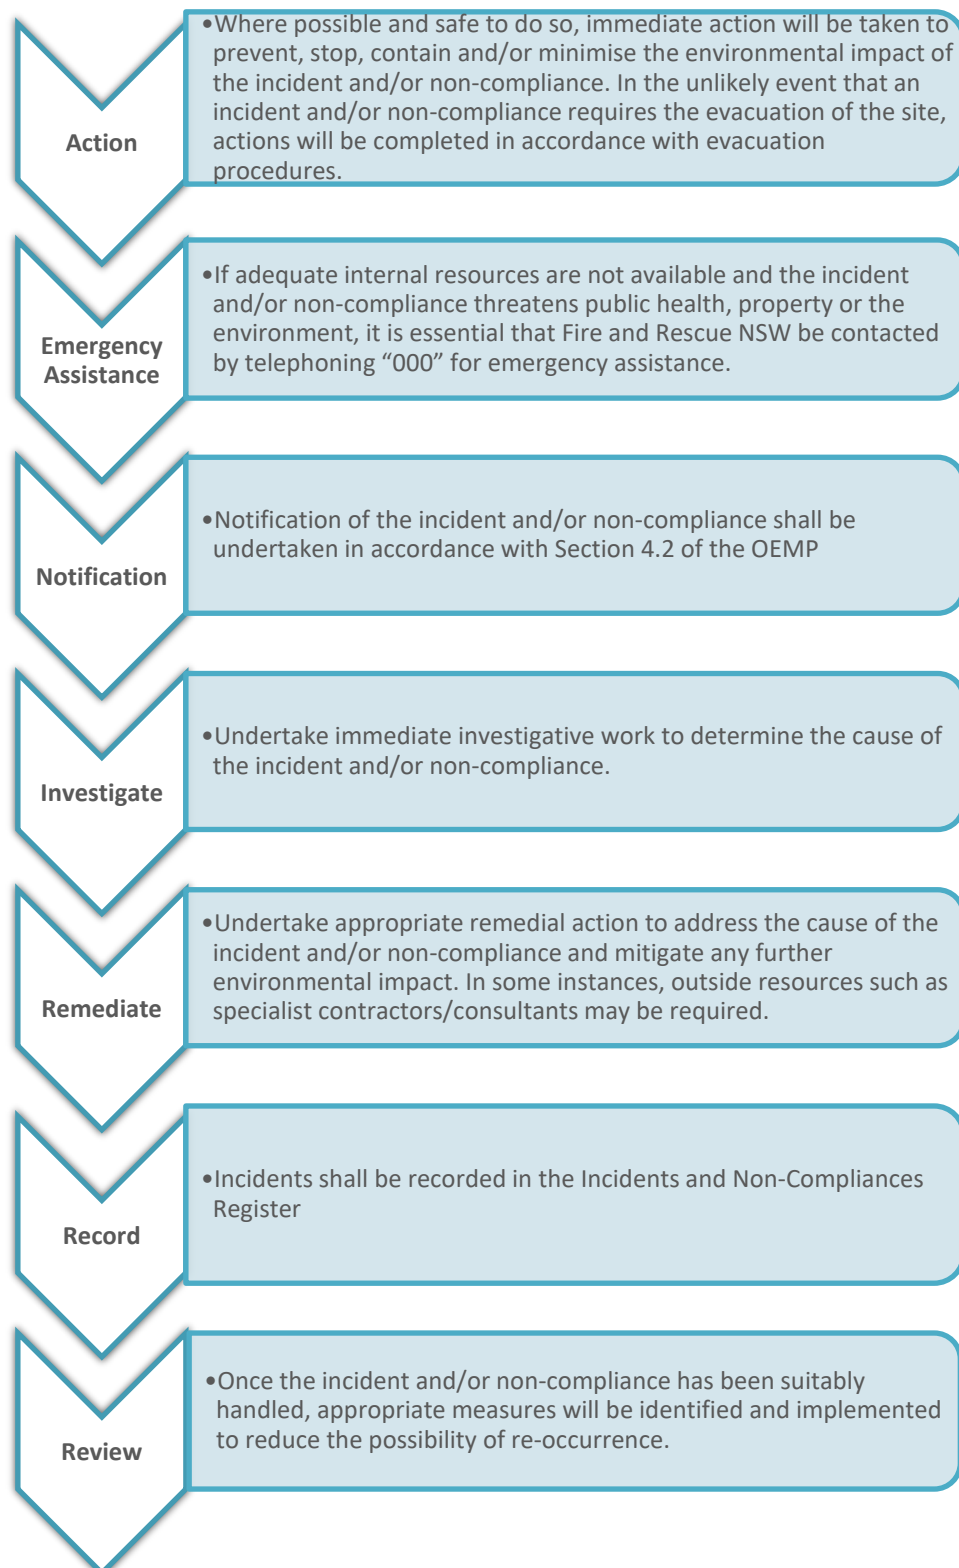 Action
•Where possible and safe to do so, immediate action will be taken to
prevent, stop, contain and/or minimise the environmental impact of
the incident and/or non-compliance. In the unlikely event that an
incident and/or non-compliance requires the evacuation of the site,
actions will be completed in accordance with evacuation
procedures.
Emergency
Assistance
•If adequate internal resources are not available and the incident
and/or non-compliance threatens public health, property or the
environment, it is essential that Fire and Rescue NSW be contacted
by telephoning “000” for emergency assistance.
Notification
•Notification of the incident and/or non-compliance shall be
undertaken in accordance with Section 4.2 of the OEMP
Investigate
•Undertake immediate investigative work to determine the cause of
the incident and/or non-compliance.
Remediate
•Undertake appropriate remedial action to address the cause of the
incident and/or non-compliance and mitigate any further
environmental impact. In some instances, outside resources such as
specialist contractors/consultants may be required.
Record
•Incidents shall be recorded in the Incidents and Non-Compliances
Register
Review
•Once the incident and/or non-compliance has been suitably
handled, appropriate measures will be identified and implemented
to reduce the possibility of re-occurrence.